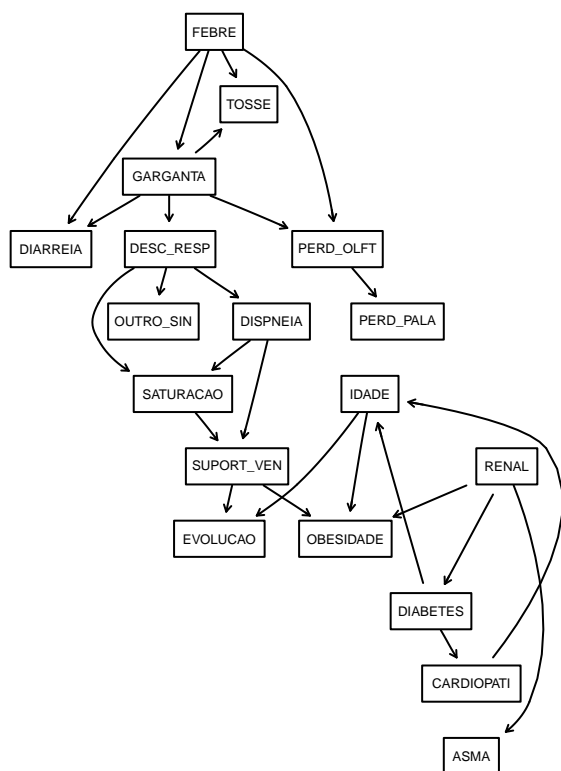 FEBRE
TOSSE
GARGANTA
DIARREIA
DESC_RESP
PERD_OLFT
OUTRO_SIN
DISPNEIA
PERD_PALA
SATURACAO
IDADE
SUPORT_VEN
RENAL
EVOLUCAO
OBESIDADE
DIABETES
CARDIOPATI
ASMA